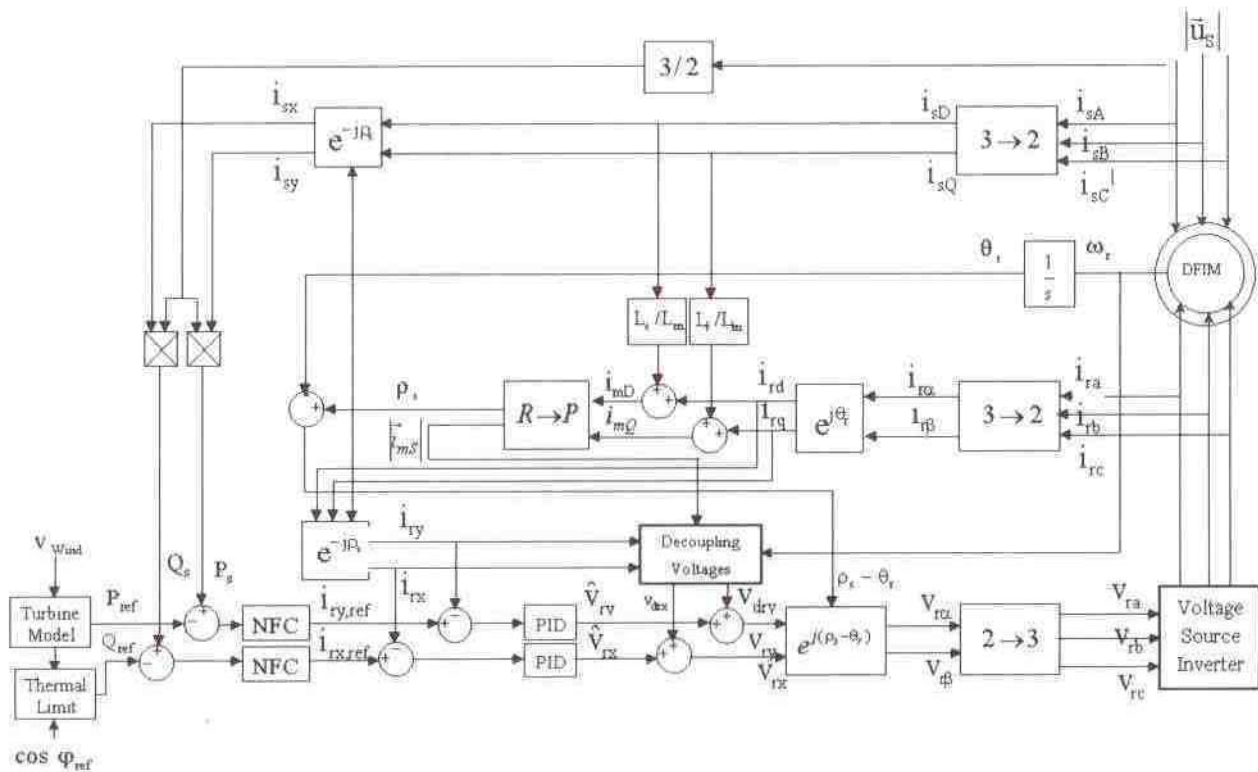 |u⃗_S|
3/2
i_sx
e^-jρ_s
i_sD
3→2
i_sA
i_sB
i_sy
i_sQ
i_sC
θ_r
1/s
ω_r
DFIM
L_s/L_m
L_s/L_m
ρ_s
R→P
i_mD
i_mQ
|i⃗_mS|
i_rd
i_rq
e^jθ_r
i_rα
i_rβ
3→2
i_ra
i_rb
i_rc
v_Wind
Q_s
P_s
e^-jρ_s
i_ry
i_rx
Decoupling
Voltages
ρ_s - θ_r
Turbine
Model
P_ref
NFC
i_ry,ref
PID
v̂_ry
v_drx
v_dry
v_ry
Q_ref
NFC
i_rx,ref
PID
v̂_rx
v_rx
e^j(ρ_s-θ_r)
v_rα
v_rβ
2→3
v_ra
v_rb
v_rc
Voltage
Source
Inverter
Thermal
Limit
cos φ_ref